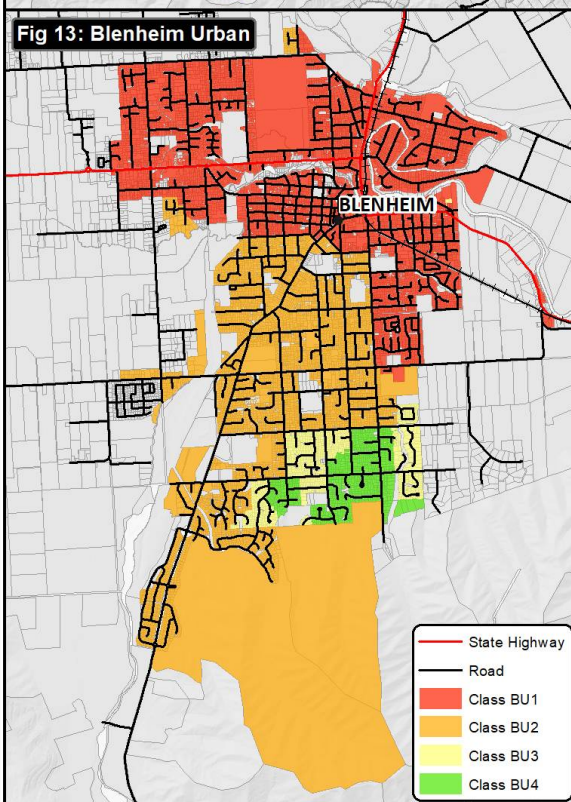 Fig 13: Blenheim Urban
BLENHEIM
State Highway
Road
Class BU1
Class BU2
Class BU3
Class BU4